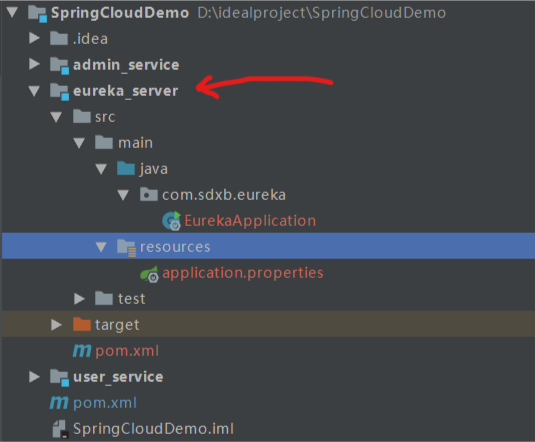 SpringCloudDemo D:\idealproject\SpringCloudDemo
.idea
admin_service
eureka_server
src
main
java
com.sdxb.eureka
EurekaApplication
resources
application.properties
test
target
m pom.xml
user_service
m pom.xml
SpringCloudDemo.iml